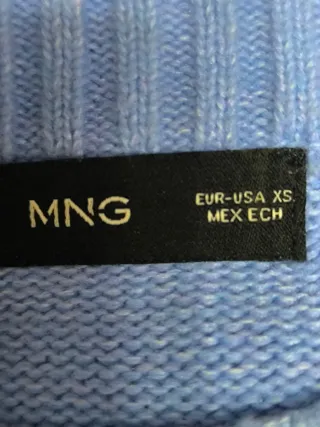 MNG
EUR-USA XS
MEX ECH